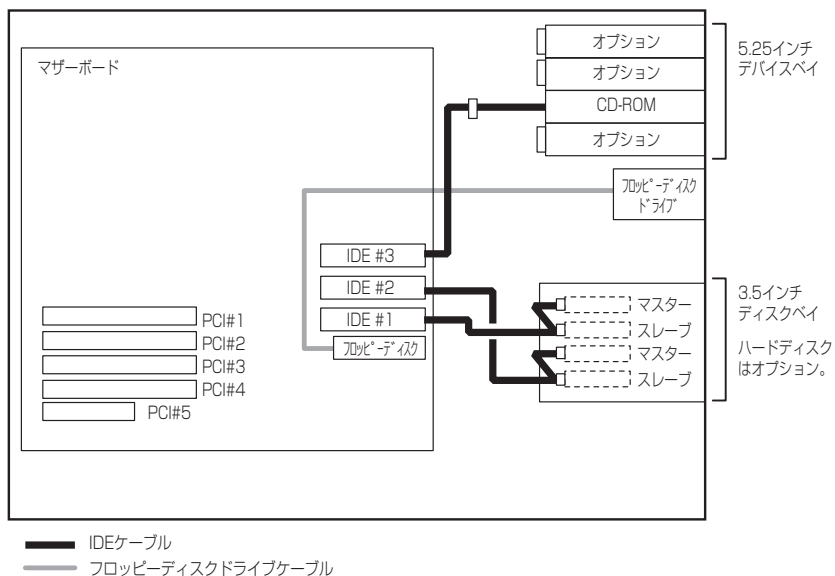 マザーボード
オプション
オプション
CD-ROM
オプション
5.25インチ
デバイスベイ
フロッピーディスク
ドライブ
IDE #3
IDE #2
IDE #1
フロッピーディスク
PCI#1
PCI#2
PCI#3
PCI#4
PCI#5
マスター
スレーブ
マスター
スレーブ
3.5インチ
ディスクベイ
ハードディスク
はオプション。
IDEケーブル
フロッピーディスクドライブケーブル